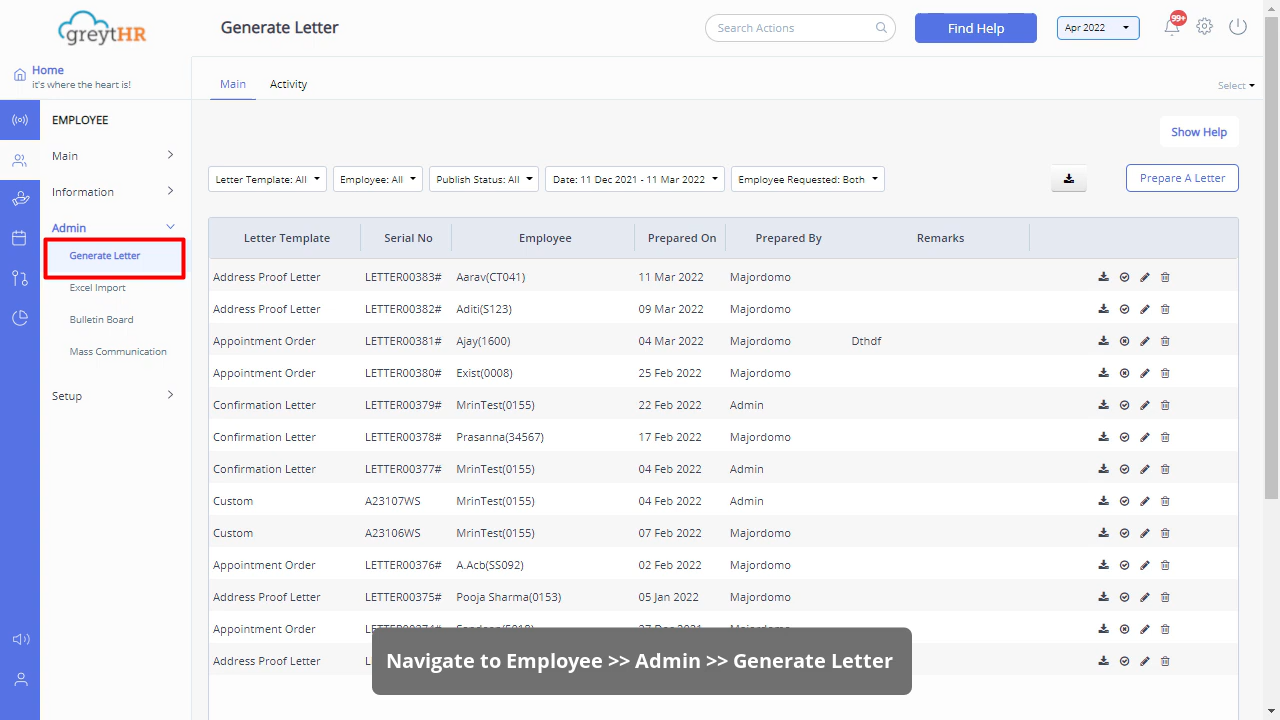 greytHR
Generate Letter
Search Actions
Find Help
Apr 2022
99+
Home
it's where the heart is!
Main
Activity
Select
EMPLOYEE
Main
Information
Admin
Generate Letter
Excel Import
Bulletin Board
Mass Communication
Setup
Show Help
Letter Template: All
Employee: All
Publish Status: All
Date: 11 Dec 2021 - 11 Mar 2022
Employee Requested: Both
Prepare A Letter
Letter Template Serial No Employee Prepared On Prepared By Remarks
Address Proof Letter LETTER00383# Aarav(CT041) 11 Mar 2022 Majordomo
Address Proof Letter LETTER00382# Aditi(S123) 09 Mar 2022 Majordomo
Appointment Order LETTER00381# Ajay(1600) 04 Mar 2022 Majordomo Dthdf
Appointment Order LETTER00380# Exist(0008) 25 Feb 2022 Majordomo
Confirmation Letter LETTER00379# MrinTest(0155) 22 Feb 2022 Admin
Confirmation Letter LETTER00378# Prasanna(34567) 17 Feb 2022 Majordomo
Confirmation Letter LETTER00377# MrinTest(0155) 04 Feb 2022 Admin
Custom A23107WS MrinTest(0155) 04 Feb 2022 Admin
Custom A23106WS MrinTest(0155) 07 Feb 2022 Majordomo
Appointment Order LETTER00376# A.Acb(SS092) 02 Feb 2022 Majordomo
Address Proof Letter LETTER00375# Pooja Sharma(0153) 05 Jan 2022 Majordomo
Appointment Order
Address Proof Letter
Navigate to Employee >> Admin >> Generate Letter